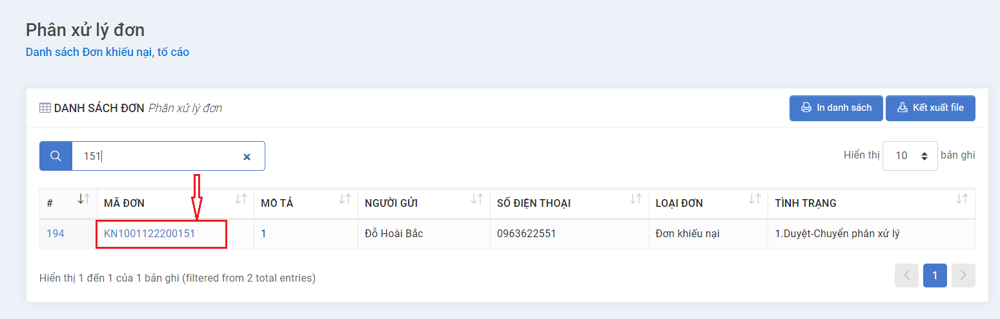 Phân xử lý đơn
Danh sách Đơn khiếu nại, tố cáo
DANH SÁCH ĐƠN Phân xử lý đơn
In danh sách
Kết xuất file
151
Hiển thị 10 bản ghi
# MÃ ĐƠN MÔ TẢ NGƯỜI GỬI SỐ ĐIỆN THOẠI LOẠI ĐƠN TÌNH TRẠNG
194 KN1001122200151 1 Đỗ Hoài Bắc 0963622551 Đơn khiếu nại 1.Duyệt-Chuyển phân xử lý
Hiển thị 1 đến 1 của 1 bản ghi (filtered from 2 total entries)
1